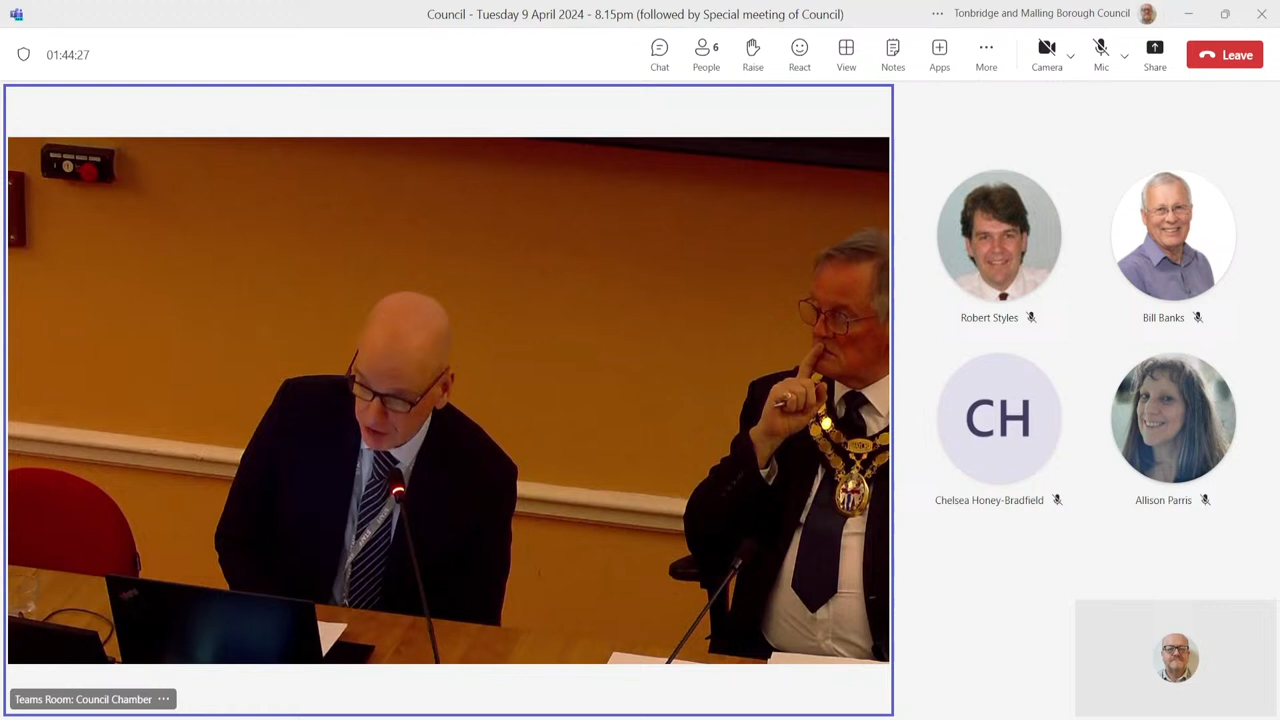 Council - Tuesday 9 April 2024 - 8.15pm (followed by Special meeting of Council)
Tonbridge and Malling Borough Council
01:44:27
Chat
6
People
Raise
React
View
Notes
Apps
More
Camera
Mic
Share
Leave
Robert Styles
Bill Banks
CH
Chelsea Honey-Bradfield
Allison Parris
MAYOR
STAFF
Teams Room: Council Chamber